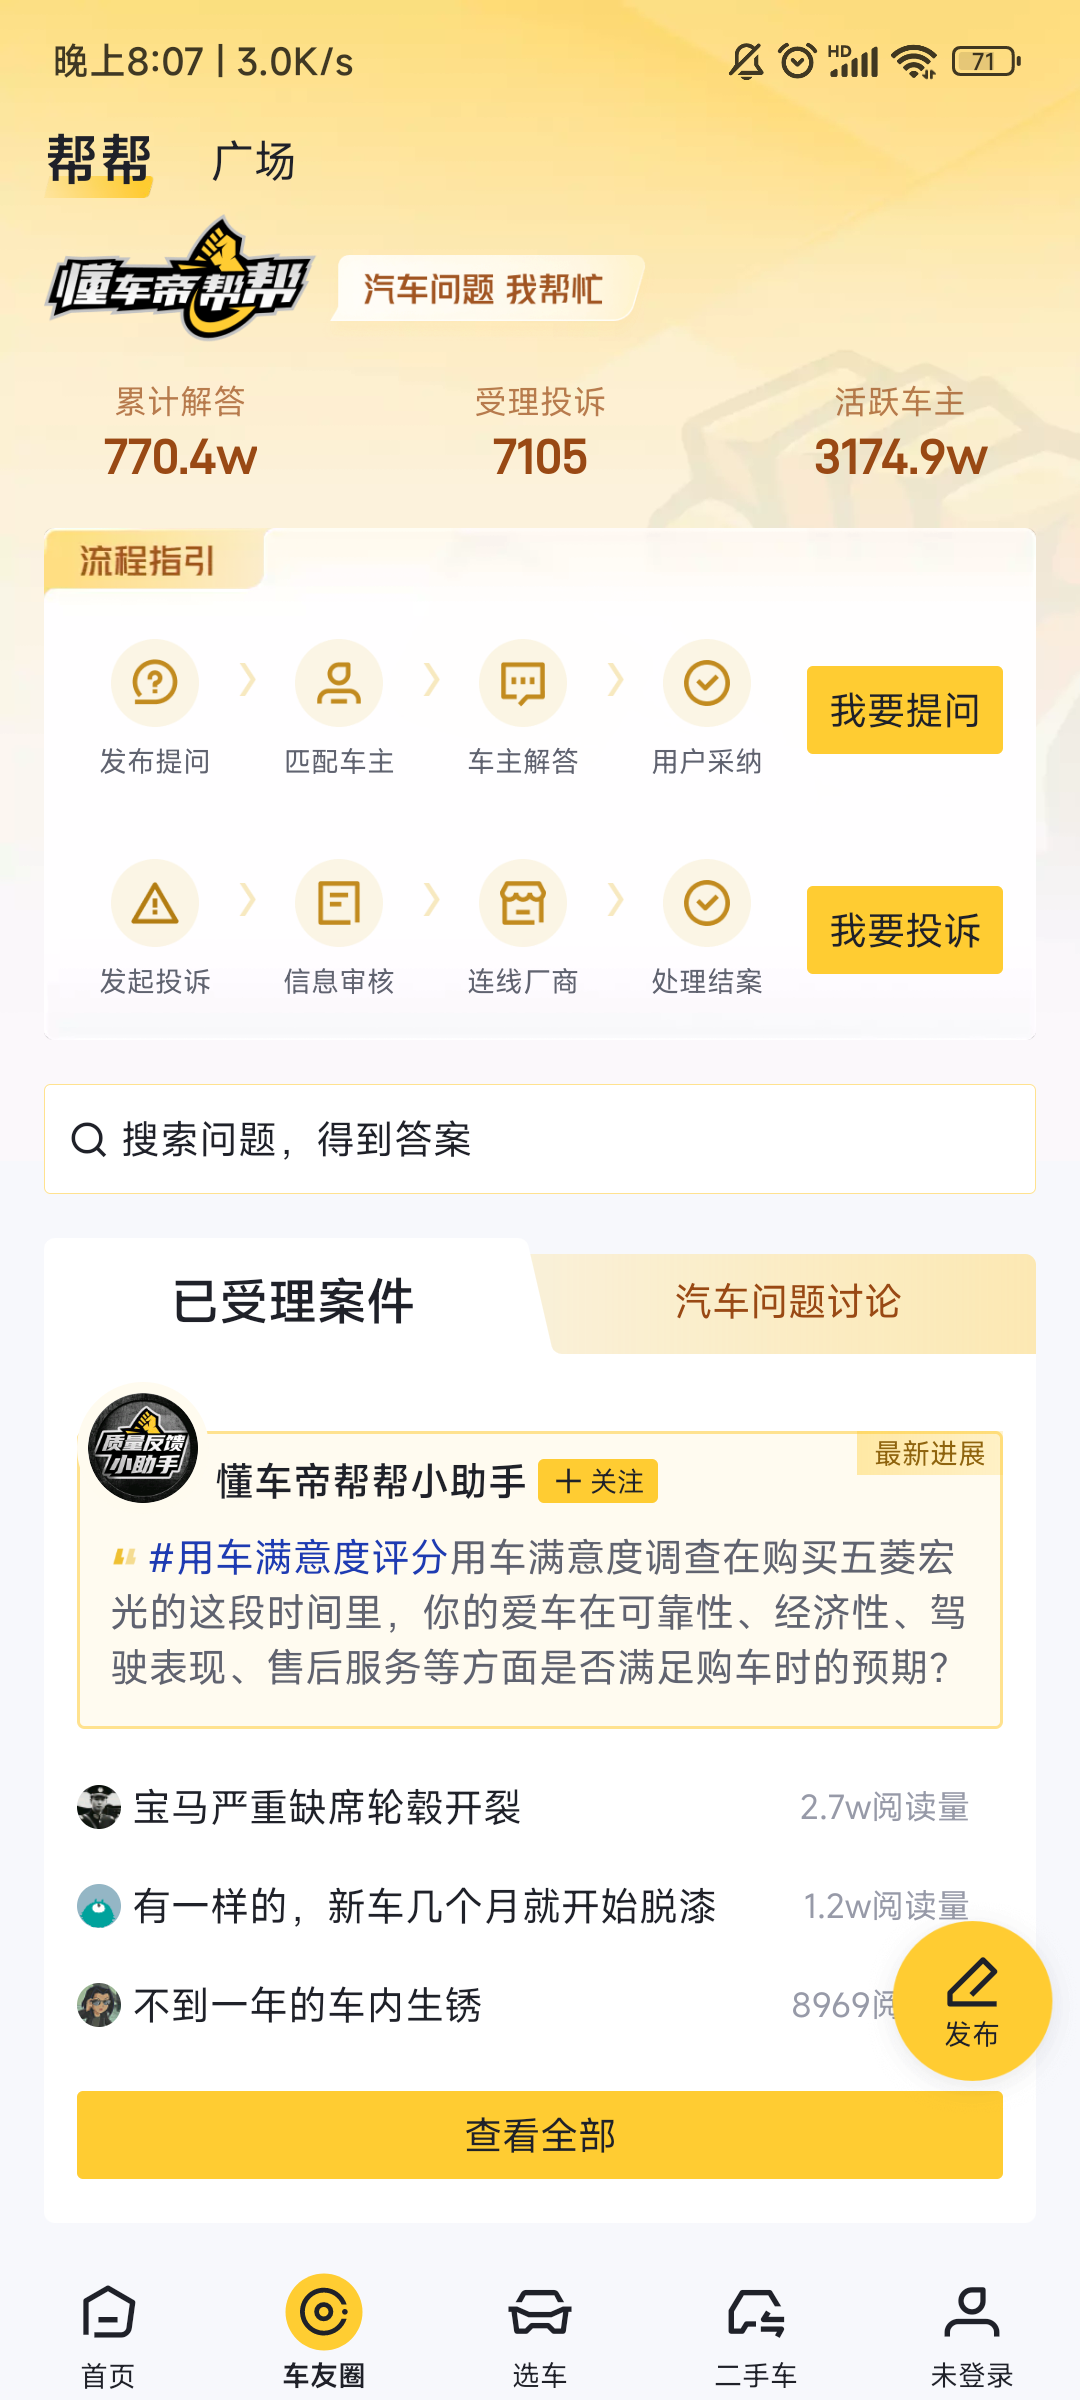 晚上8:07 | 3.0K/s
HD
71
帮帮
广场
懂车帝帮帮
汽车问题 我帮忙
累计解答
受理投诉
活跃车主
770.4w
7105
3174.9w
流程指引
发布提问
匹配车主
车主解答
用户采纳
我要提问
发起投诉
信息审核
连线厂商
处理结案
我要投诉
搜索问题，得到答案
已受理案件
汽车问题讨论
质量反馈
小助手
懂车帝帮帮小助手
+ 关注
最新进展
#用车满意度评分用车满意度调查在购买五菱宏
光的这段时间里，你的爱车在可靠性、经济性、驾
驶表现、售后服务等方面是否满足购车时的预期?
宝马严重缺席轮毂开裂
2.7w阅读量
有一样的，新车几个月就开始脱漆
1.2w阅读量
不到一年的车内生锈
8969阅
发布
查看全部
首页
车友圈
选车
二手车
未登录